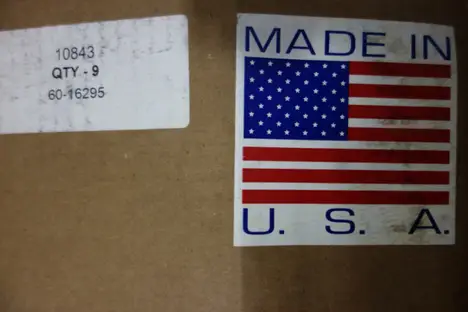 10843
QTY - 9
60-16295
MADE IN
U. S. A.